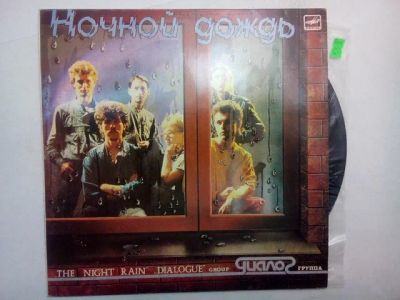 Ночной дождь
THE NIGHT RAIN "DIALOGUE" GROUP диалог ГРУППА